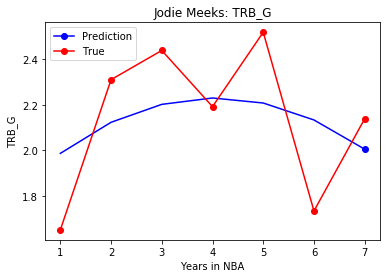 Jodie Meeks: TRB_G
Prediction
True
TRB_G
2.4
2.2
2.0
1.8
1 2 3 4 5 6 7
Years in NBA